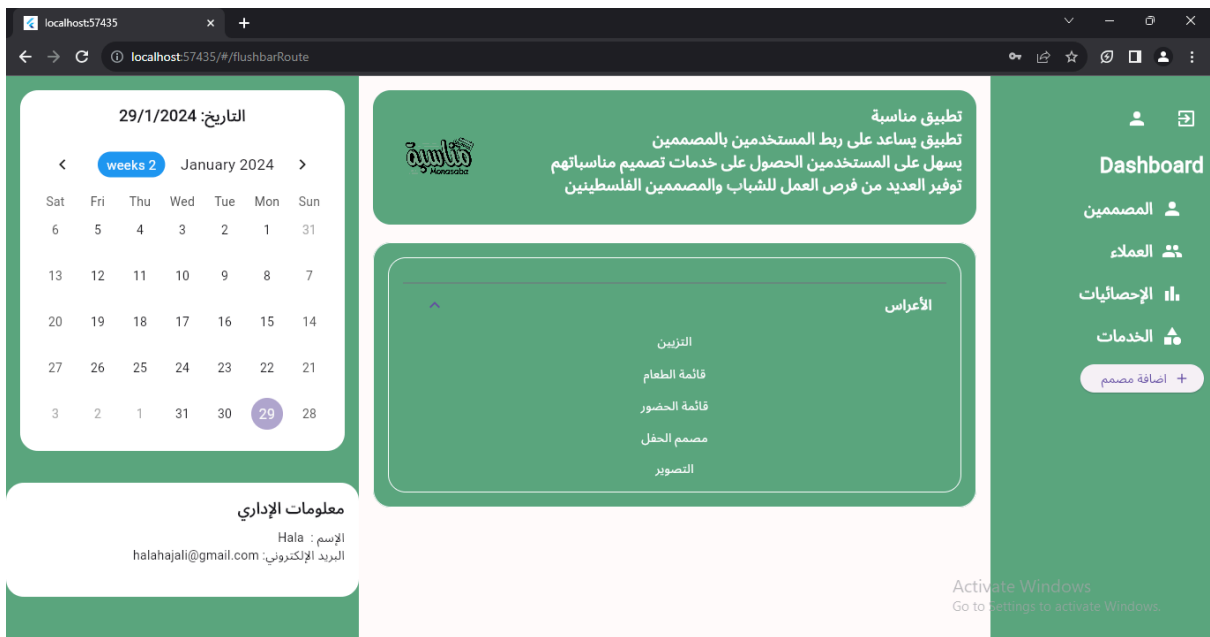 localhost:57435
localhost:57435/#/flushbarRoute
Dashboard
المصممين
العملاء
الإحصائيات
الخدمات
+ اضافة مصمم
تطبيق مناسبة
تطبيق يساعد على ربط المستخدمين بالمصممين
يسهل على المستخدمين الحصول على خدمات تصميم مناسباتهم
توفير العديد من فرص العمل للشباب والمصممين الفلسطينين
مناسبة
Monasaba
الأعراس
التزيين
قائمة الطعام
قائمة الحضور
مصمم الحفل
التصوير
التاريخ: 29/1/2024
weeks 2 January 2024
Sat Fri Thu Wed Tue Mon Sun
6 5 4 3 2 1 31
13 12 11 10 9 8 7
20 19 18 17 16 15 14
27 26 25 24 23 22 21
3 2 1 31 30 29 28
معلومات الإداري
الإسم : Hala
البريد الإلكتروني: halahajali@gmail.com
Activate Windows
Go to Settings to activate Windows.